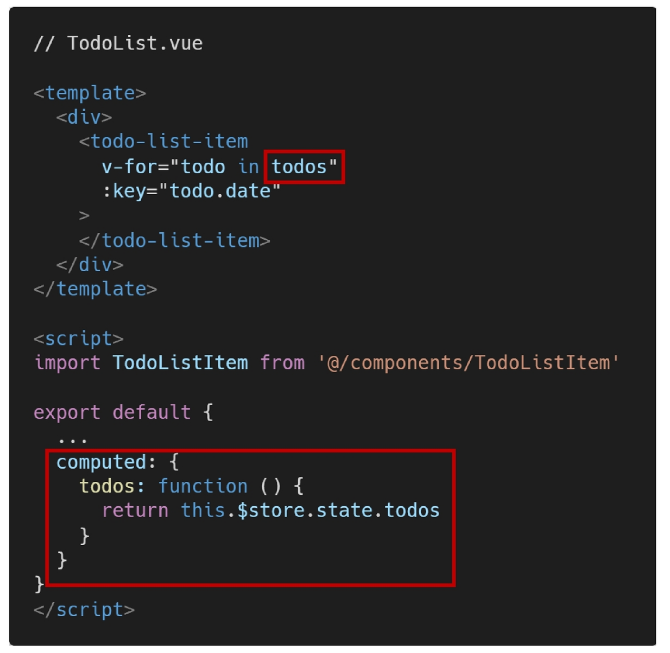 // TodoList.vue
<template>
<div>
<todo-list-item
v-for="todo in todos"
:key="todo.date"
>
</todo-list-item>
</div>
</template>
<script>
import TodoListItem from '@/components/TodoListItem'
export default {
...
computed: {
todos: function () {
return this.$store.state.todos
}
}
}
</script>